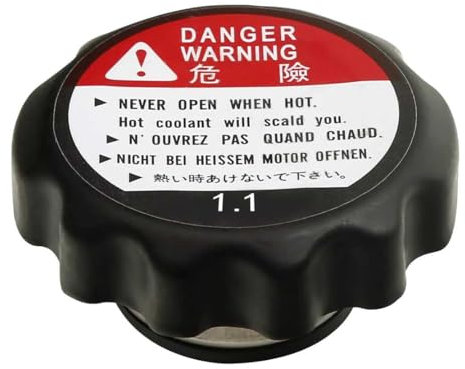 DANGER
WARNING
危 險
► NEVER OPEN WHEN HOT.
Hot coolant will scald you.
► N' OUVREZ PAS QUAND CHAUD.
► NICHT BEI HEISSEM MOTOR OFFNEN.
► 熱い時あけないで下さい。
1.1